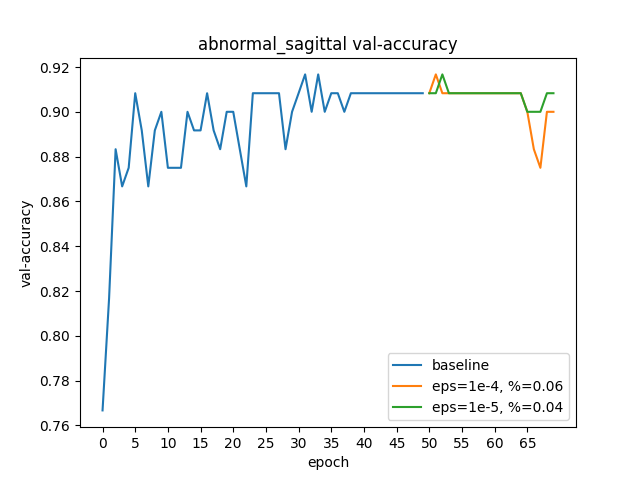 abnormal_sagittal val-accuracy
val-accuracy
0.92
0.90
0.88
0.86
0.84
0.82
0.80
0.78
0.76
baseline
eps=1e-4, %=0.06
eps=1e-5, %=0.04
0 5 10 15 20 25 30 35 40 45 50 55 60 65
epoch